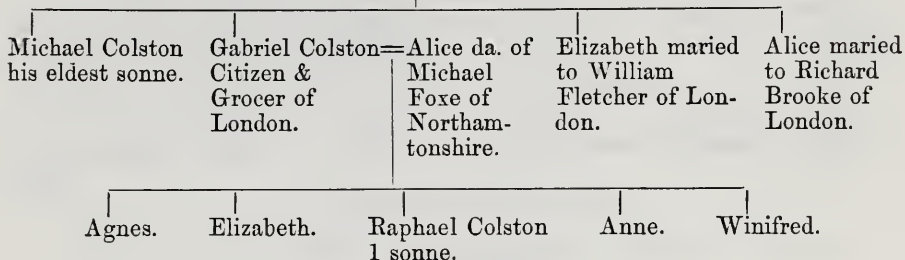 Michael Colston
his eldest sonne.
Gabriel Colston=Alice da. of
Citizen &
Grocer of
London.
Michael
Foxe of
Northam-
tonshire.
Elizabeth maried
to William
Fletcher of Lon-
don.
Alice maried
to Richard
Brooke of
London.
Agnes.
Elizabeth.
Raphael Colston
1 sonne.
Anne.
Winifred.